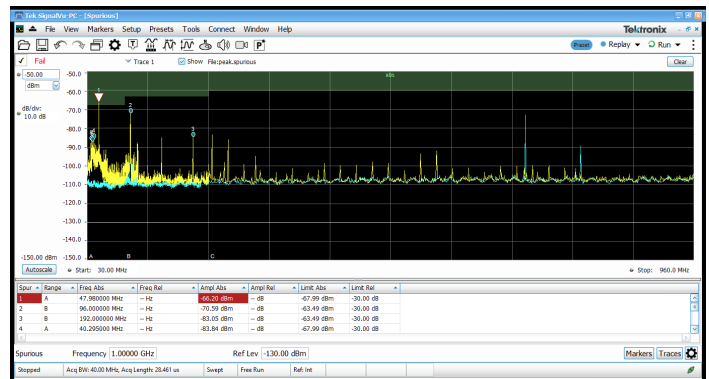 Tek SignalVu-PC - [Spurious]
File View Markers Setup Presets Tools Connect Window Help
Tektronix
Preset Replay Run
Fail Trace 1 Show File:peak.spurious Clear
-50.00 -50.0
dBm abs
-60.0
1
dB/div: -70.0 2
10.0 dB
-80.0 3
-90.0
-100.0
-110.0
-120.0
-130.0
-140.0
-150.00 dBm -150.0 A B C
Autoscale Start: 30.00 MHz Stop: 960.0 MHz
Spur Range Freq Abs Freq Rel Ampl Abs Ampl Rel Limit Abs Limit Rel
1 A 47.980000 MHz -- Hz -66.20 dBm -- dB -67.99 dBm -30.00 dB
2 B 96.000000 MHz -- Hz -70.59 dBm -- dB -63.49 dBm -30.00 dB
3 B 192.000000 MHz -- Hz -83.05 dBm -- dB -63.49 dBm -30.00 dB
4 A 40.295000 MHz -- Hz -83.84 dBm -- dB -67.99 dBm -30.00 dB
Spurious Frequency 1.00000 GHz Ref Lev -130.00 dBm Markers Traces
Stopped Acq BW: 40.00 MHz, Acq Length: 28.461 us Swept Free Run Ref: Int